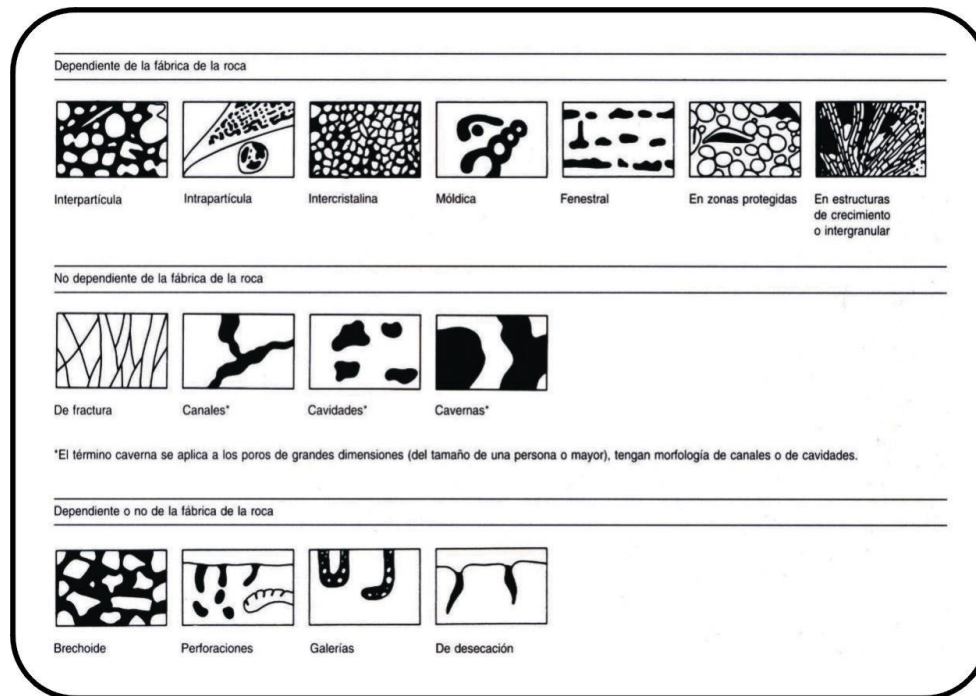 Dependiente de la fábrica de la roca
Interpartícula
Intrapartícula
Intercristalina
Móldica
Fenestral
En zonas protegidas
En estructuras
de crecimiento
o intergranular
No dependiente de la fábrica de la roca
De fractura
Canales*
Cavidades*
Cavernas*
*El término caverna se aplica a los poros de grandes dimensiones (del tamaño de una persona o mayor), tengan morfología de canales o de cavidades.
Dependiente o no de la fábrica de la roca
Brechoide
Perforaciones
Galerías
De desecación